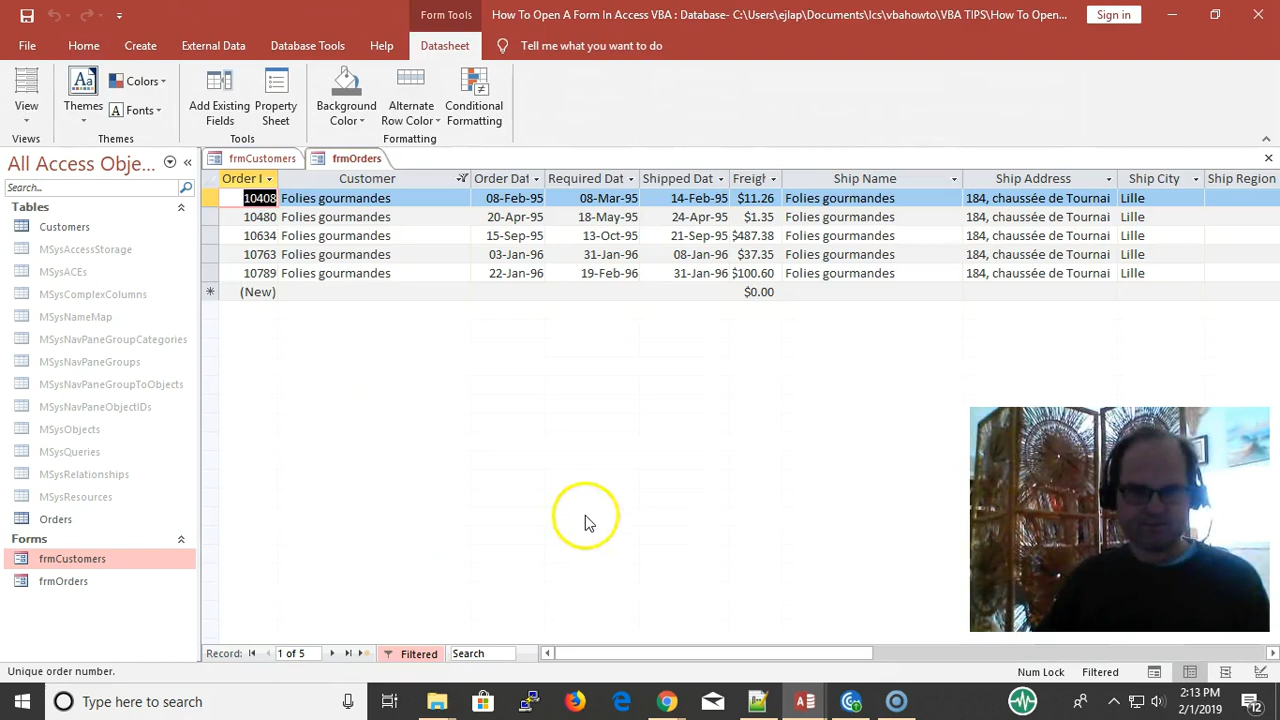 Form Tools
How To Open A Form In Access VBA : Database- C:\Users\ejlap\Documents\Ics\vbahowto\VBA TIPS\How To Open...
Sign in
File Home Create External Data Database Tools Help Datasheet Tell me what you want to do
View
Views
Themes
Colors
Fonts
Themes
Add Existing Fields
Property Sheet
Tools
Background Color
Alternate Row Color
Conditional Formatting
Formatting
All Access Obje...
Search...
Tables
Customers
MSysAccessStorage
MSysACEs
MSysComplexColumns
MSysNameMap
MSysNavPaneGroupCategories
MSysNavPaneGroups
MSysNavPaneGroupToObjects
MSysNavPaneObjectIDs
MSysObjects
MSysQueries
MSysRelationships
MSysResources
Orders
Forms
frmCustomers
frmOrders
frmCustomers frmOrders
Order I Customer Order Dat Required Dat Shipped Dat Freigh Ship Name Ship Address Ship City Ship Region
10408 Folies gourmandes 08-Feb-95 08-Mar-95 14-Feb-95 $11.26 Folies gourmandes 184, chaussée de Tournai Lille
10480 Folies gourmandes 20-Apr-95 18-May-95 24-Apr-95 $1.35 Folies gourmandes 184, chaussée de Tournai Lille
10634 Folies gourmandes 15-Sep-95 13-Oct-95 21-Sep-95 $487.38 Folies gourmandes 184, chaussée de Tournai Lille
10763 Folies gourmandes 03-Jan-96 31-Jan-96 08-Jan-96 $37.35 Folies gourmandes 184, chaussée de Tournai Lille
10789 Folies gourmandes 22-Jan-96 19-Feb-96 31-Jan-96 $100.60 Folies gourmandes 184, chaussée de Tournai Lille
(New) $0.00
Record: 1 of 5 Filtered Search
Unique order number.
Num Lock Filtered
Type here to search
2:13 PM
2/1/2019
12